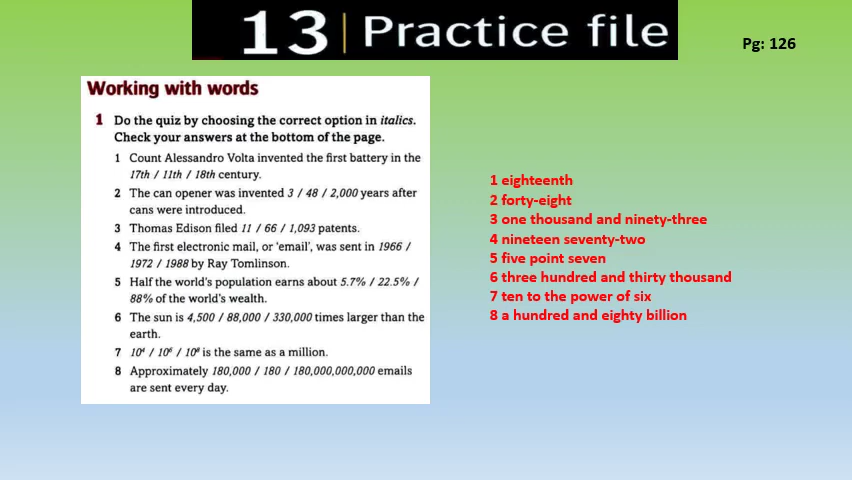 13 | Practice file
Pg: 126
Working with words
1 Do the quiz by choosing the correct option in italics.
Check your answers at the bottom of the page.
1 Count Alessandro Volta invented the first battery in the
17th / 11th / 18th century.
2 The can opener was invented 3 / 48 / 2,000 years after
cans were introduced.
3 Thomas Edison filed 11 / 66 / 1,093 patents.
4 The first electronic mail, or 'email', was sent in 1966 /
1972 / 1988 by Ray Tomlinson.
5 Half the world's population earns about 5.7% / 22.5% /
88% of the world's wealth.
6 The sun is 4,500 / 88,000 / 330,000 times larger than the
earth.
7 10⁴ / 10⁶ / 10⁸ is the same as a million.
8 Approximately 180,000 / 180 / 180,000,000,000 emails
are sent every day.
1 eighteenth
2 forty-eight
3 one thousand and ninety-three
4 nineteen seventy-two
5 five point seven
6 three hundred and thirty thousand
7 ten to the power of six
8 a hundred and eighty billion